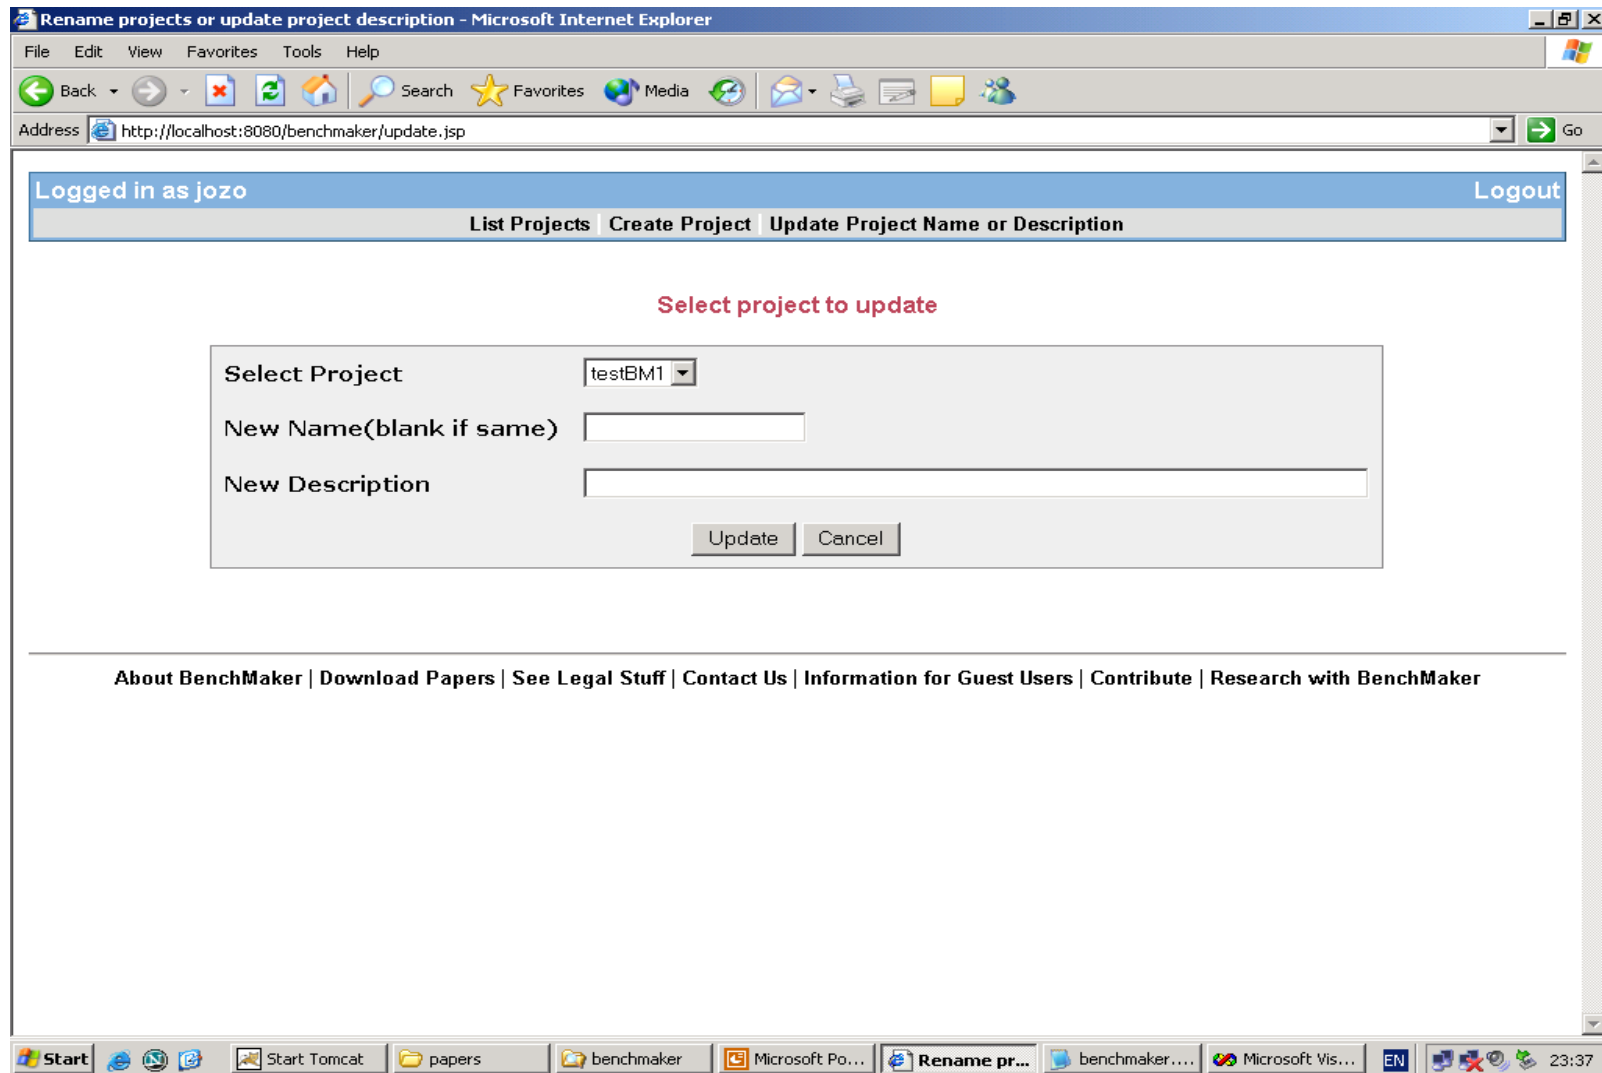 Rename projects or update project description - Microsoft Internet Explorer
File Edit View Favorites Tools Help
Back Search Favorites Media
Address http://localhost:8080/benchmaker/update.jsp Go
Logged in as jozo Logout
List Projects | Create Project | Update Project Name or Description
Select project to update
Select Project testBM1
New Name(blank if same)
New Description
Update Cancel
About BenchMaker | Download Papers | See Legal Stuff | Contact Us | Information for Guest Users | Contribute | Research with BenchMaker
Start Start Tomcat papers benchmaker Microsoft Po... Rename pr... benchmaker.... Microsoft Vis... EN 23:37